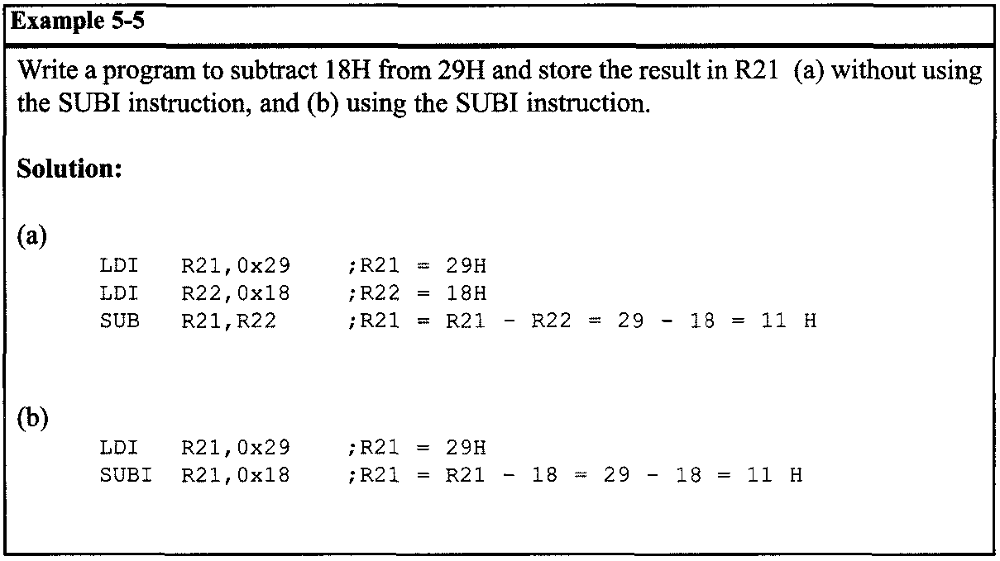 Example 5-5
Write a program to subtract 18H from 29H and store the result in R21 (a) without using
the SUBI instruction, and (b) using the SUBI instruction.
Solution:
(a)
LDI R21,0x29 ;R21 = 29H
LDI R22,0x18 ;R22 = 18H
SUB R21,R22 ;R21 = R21 - R22 = 29 - 18 = 11 H
(b)
LDI R21,0x29 ;R21 = 29H
SUBI R21,0x18 ;R21 = R21 - 18 = 29 - 18 = 11 H